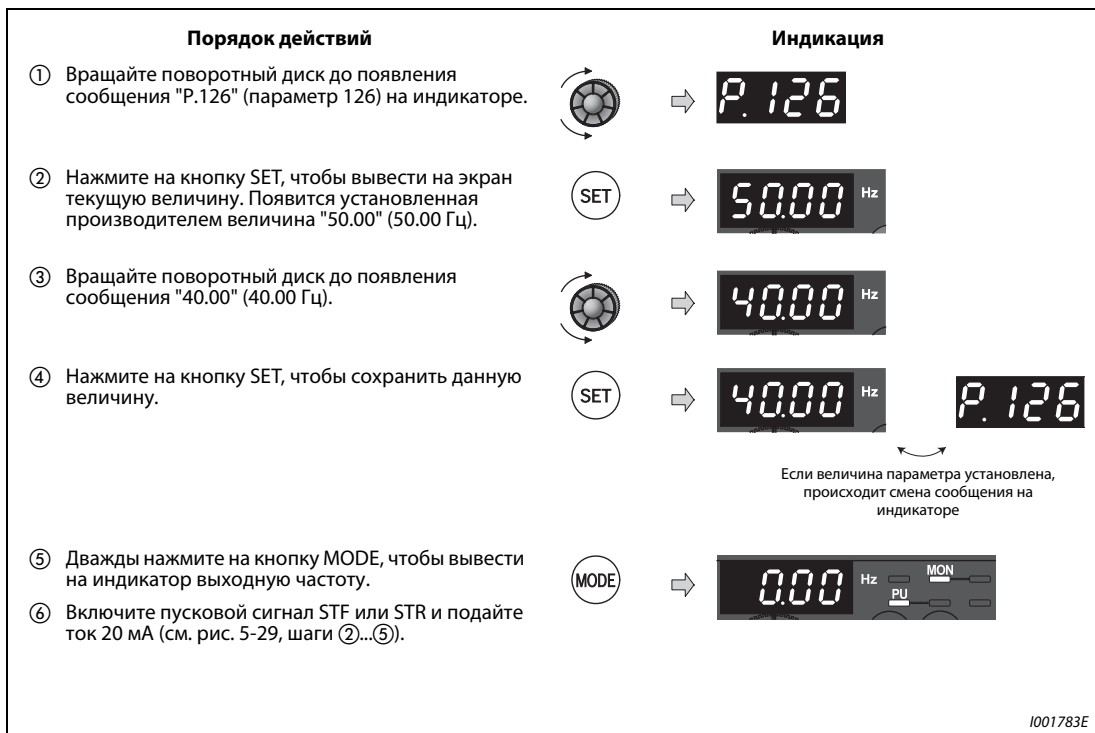 Порядок действий
Индикация
① Вращайте поворотный диск до появления
сообщения "P.126" (параметр 126) на индикаторе.
P. 126
② Нажмите на кнопку SET, чтобы вывести на экран
текущую величину. Появится установленная
производителем величина "50.00" (50.00 Гц).
SET
50.00 Hz
③ Вращайте поворотный диск до появления
сообщения "40.00" (40.00 Гц).
40.00 Hz
④ Нажмите на кнопку SET, чтобы сохранить данную
величину.
SET
40.00 Hz
P. 126
Если величина параметра установлена,
происходит смена сообщения на
индикаторе
⑤ Дважды нажмите на кнопку MODE, чтобы вывести
на индикатор выходную частоту.
MODE
0.00 Hz
MON
PU
⑥ Включите пусковой сигнал STF или STR и подайте
ток 20 мА (см. рис. 5-29, шаги ②...⑤).
I001783E